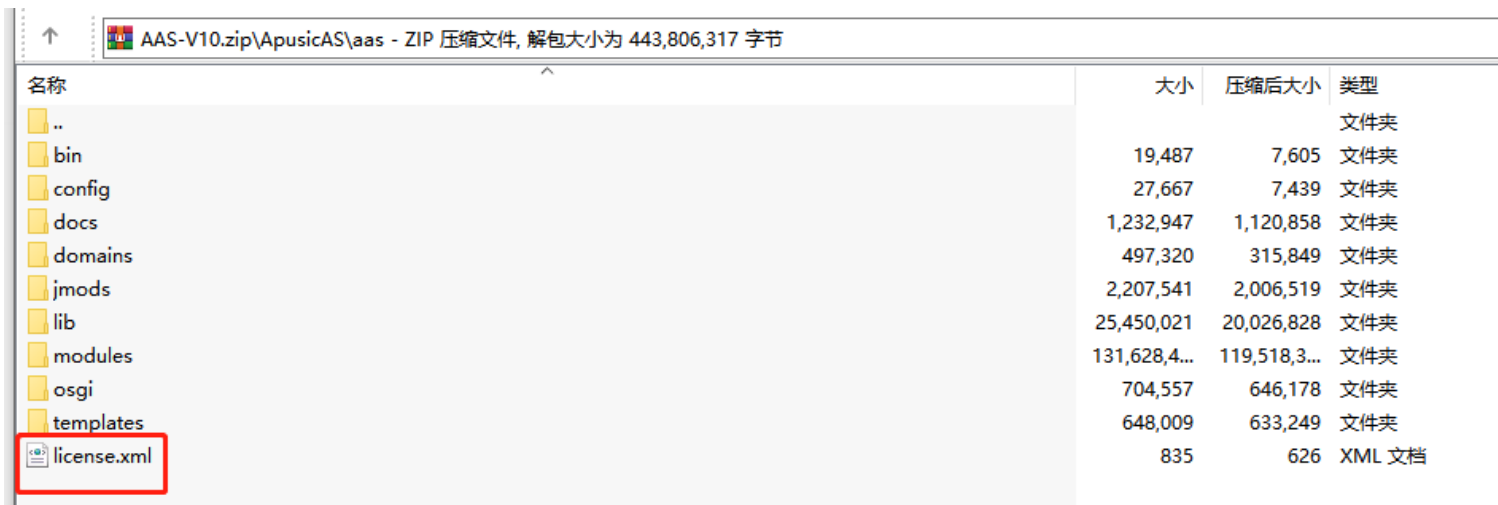 AAS-V10.zip\ApusicAS\aas - ZIP 压缩文件, 解包大小为 443,806,317 字节
名称 大小 压缩后大小 类型
.. 文件夹
bin 19,487 7,605 文件夹
config 27,667 7,439 文件夹
docs 1,232,947 1,120,858 文件夹
domains 497,320 315,849 文件夹
jmods 2,207,541 2,006,519 文件夹
lib 25,450,021 20,026,828 文件夹
modules 131,628,4... 119,518,3... 文件夹
osgi 704,557 646,178 文件夹
templates 648,009 633,249 文件夹
license.xml 835 626 XML 文档